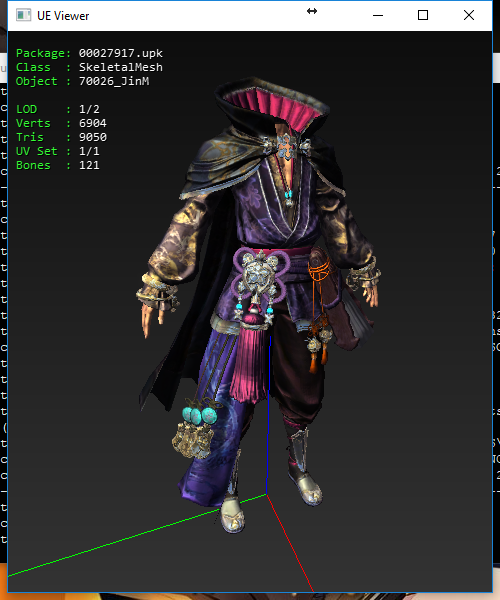 UE Viewer
Package: 00027917.upk
Class : SkeletalMesh
Object : 70026_JinM
LOD : 1/2
Verts : 6904
Tris : 9050
UV Set : 1/1
Bones : 121